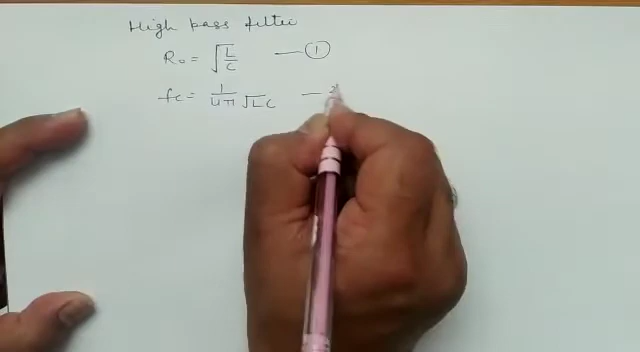 High pass filter
R₀ = √L/C — ①
fc = 1/4π√LC —